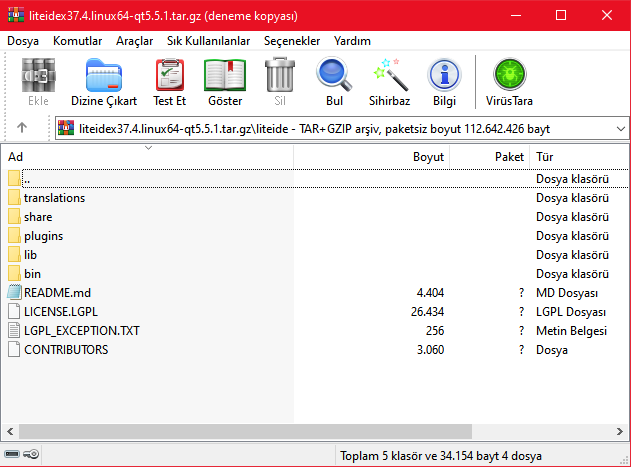 liteidex37.4.linux64-qt5.5.1.tar.gz (deneme kopyası)
Dosya Komutlar Araçlar Sık Kullanılanlar Seçenekler Yardım
Ekle Dizine Çıkart Test Et Göster Sil Bul Sihirbaz Bilgi VirüsTara
liteidex37.4.linux64-qt5.5.1.tar.gz\liteide - TAR+GZIP arşiv, paketsiz boyut 112.642.426 bayt
Ad Boyut Paket Tür
.. Dosya klasörü
translations Dosya klasörü
share Dosya klasörü
plugins Dosya klasörü
lib Dosya klasörü
bin Dosya klasörü
README.md 4.404 ? MD Dosyası
LICENSE.LGPL 26.434 ? LGPL Dosyası
LGPL_EXCEPTION.TXT 256 ? Metin Belgesi
CONTRIBUTORS 3.060 ? Dosya
Toplam 5 klasör ve 34.154 bayt 4 dosya